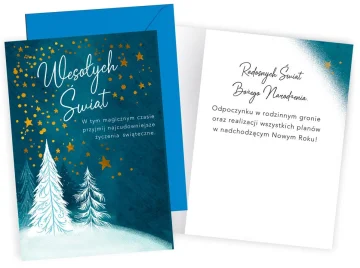 Wesołych
Świat
W tym magicznym czasie
przyjmij najcudowniejsze
życzenia świąteczne.
Radosnych Świąt
Bożego Narodzenia
Odpoczynku w rodzinnym gronie
oraz realizacji wszystkich planów
w nadchodzącym Nowym Roku!